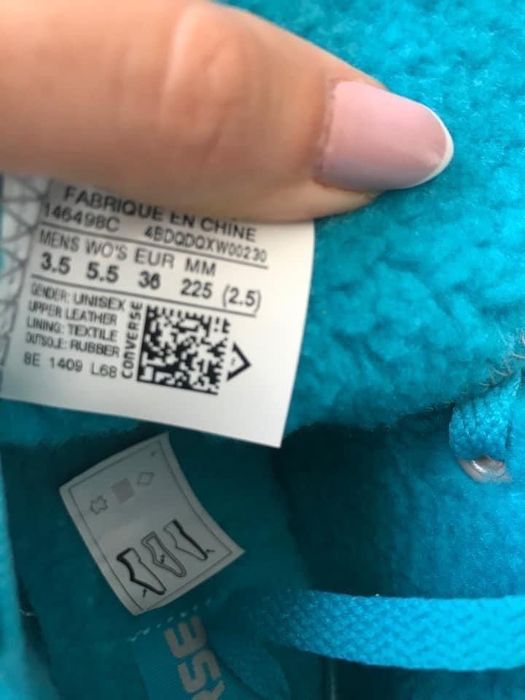 FABRIQUE EN CHINE
146498C 4BDQDQXW00230
MENS WO'S EUR MM
3.5 5.5 36 225 (2.5)
GENDER: UNISEX
UPPER LEATHER
LINING: TEXTILE
OUTSOLE: RUBBER
8E 1409 L68
CONVERSE
RSE